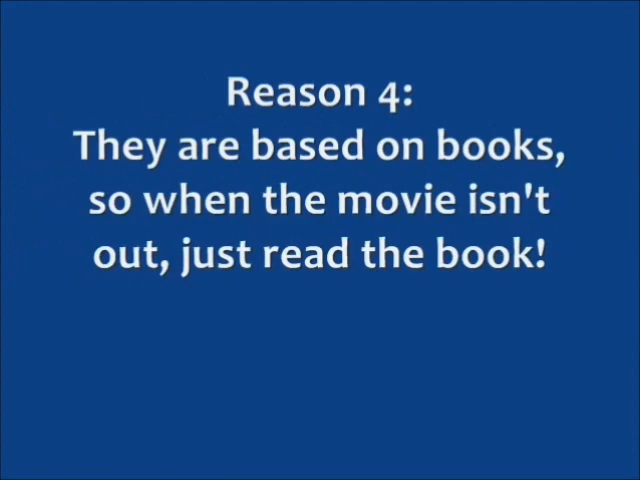 Reason 4:
They are based on books,
so when the movie isn't
out, just read the book!